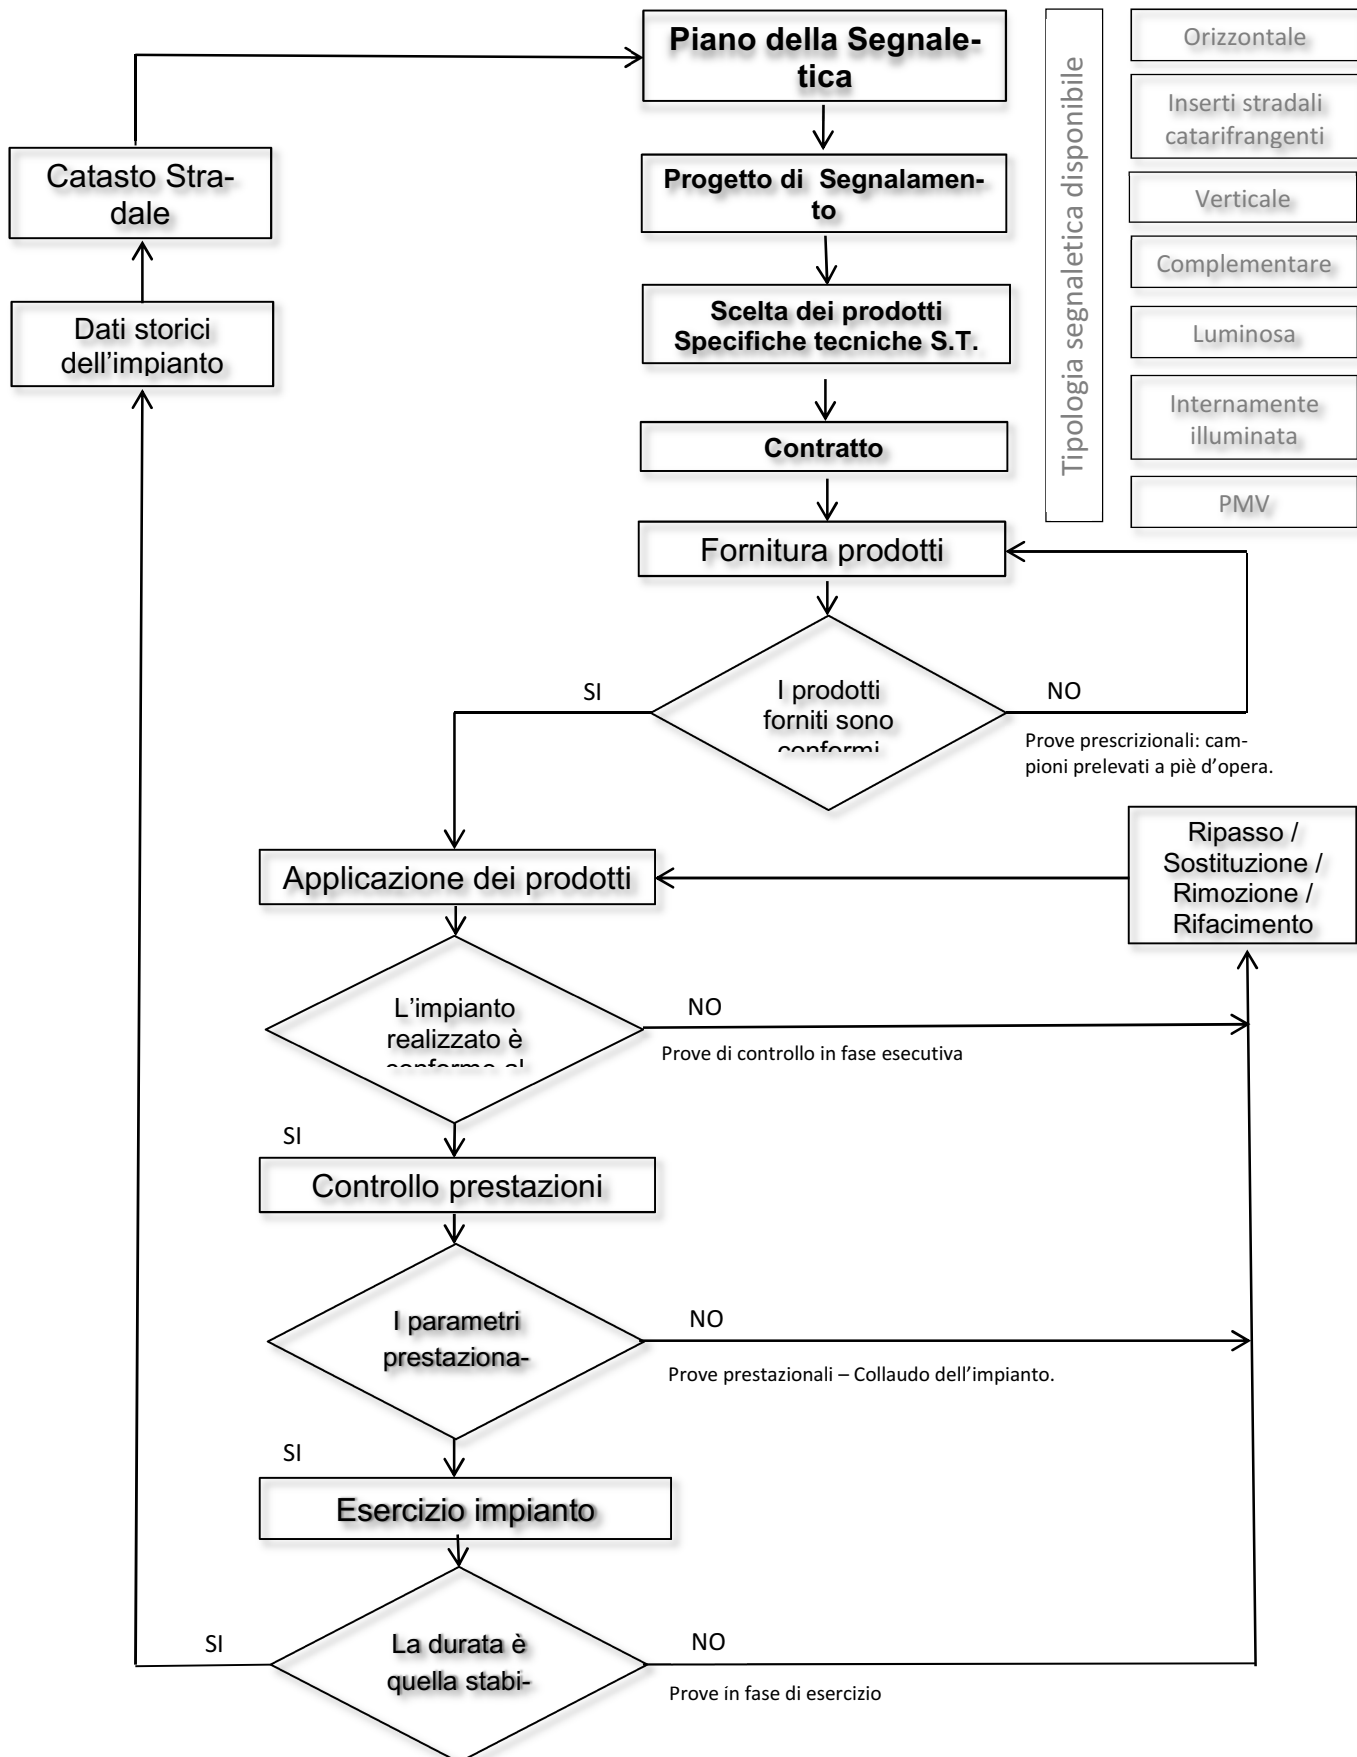 Piano della Segnale-
tica
Progetto di  Segnalamen-
to
Scelta dei prodotti
Specifiche tecniche S.T.
Contratto
Fornitura prodotti
Tipologia segnaletica disponibile
Orizzontale
Inserti stradali
catarifrangenti
Verticale
Complementare
Luminosa
Internamente
illuminata
PMV
Catasto Stra-
dale
Dati storici
dell’impianto
SI
I prodotti
forniti sono
conformi
NO
Prove prescrizionali: cam-
pioni prelevati a piè d’opera.
Applicazione dei prodotti
Ripasso /
Sostituzione /
Rimozione /
Rifacimento
L’impianto
realizzato è
conforme al
NO
Prove di controllo in fase esecutiva
SI
Controllo prestazioni
I parametri
prestaziona-
NO
Prove prestazionali – Collaudo dell’impianto.
SI
Esercizio impianto
SI
La durata è
quella stabi-
NO
Prove in fase di esercizio